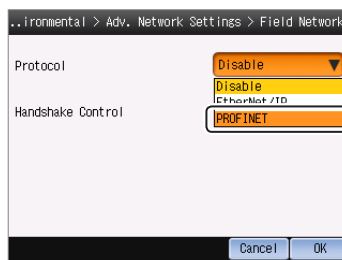 ..ironmental > Adv. Network Settings > Field Network
Protocol
Disable
Disable
EtherNet/IP
Handshake Control
PROFINET
Cancel
OK